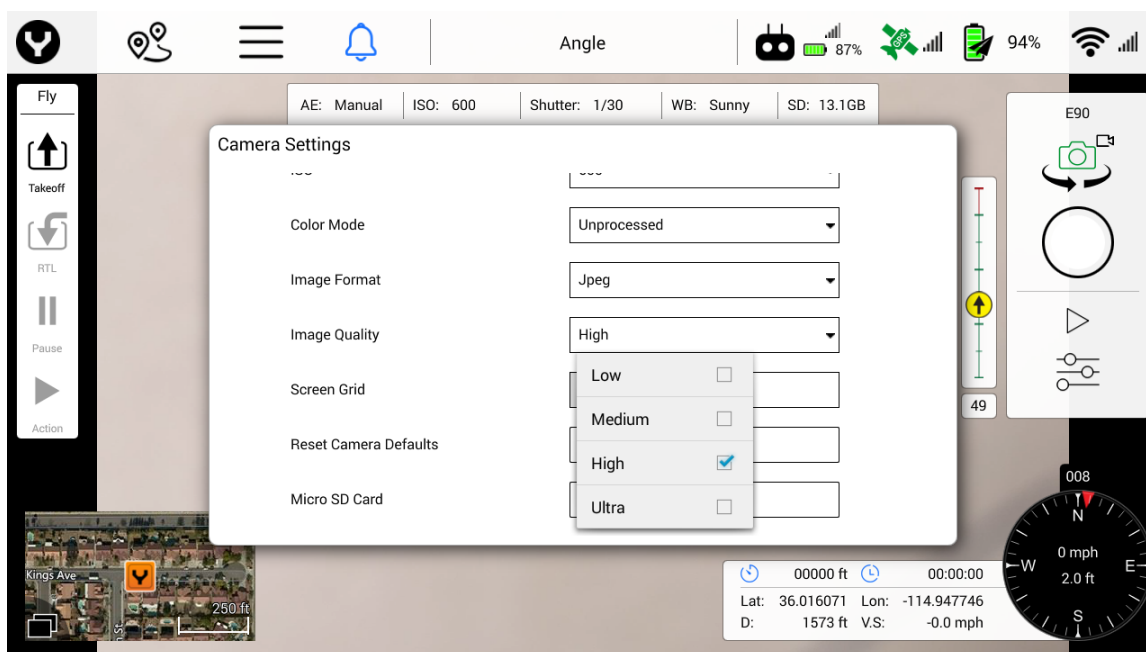 Angle
87%
GPS
94%
Fly
Takeoff
RTL
Pause
Action
AE: Manual ISO: 600 Shutter: 1/30 WB: Sunny SD: 13.1GB
Camera Settings
Color Mode Unprocessed
Image Format Jpeg
Image Quality High
Low
Medium
High
Ultra
Screen Grid
Reset Camera Defaults
Micro SD Card
E90
49
008
N
W E
S
0 mph
2.0 ft
Kings Ave
250 ft
00000 ft 00:00:00
Lat: 36.016071 Lon: -114.947746
D: 1573 ft V.S: -0.0 mph